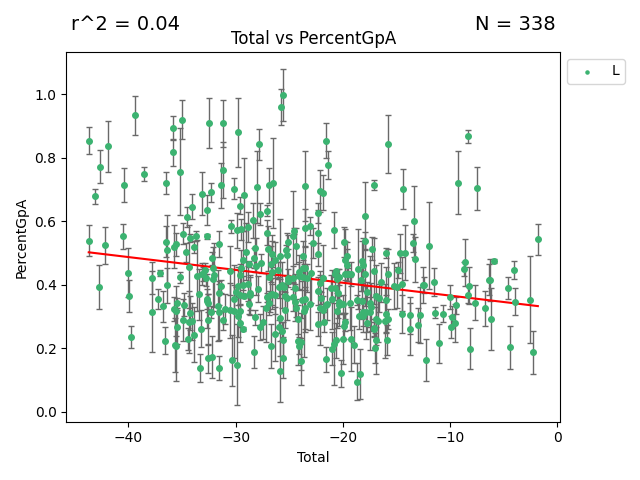 r^2 = 0.04
N = 338
Total vs PercentGpA
L
1.0
0.8
0.6
0.4
0.2
0.0
PercentGpA
−40
−30
−20
−10
0
Total